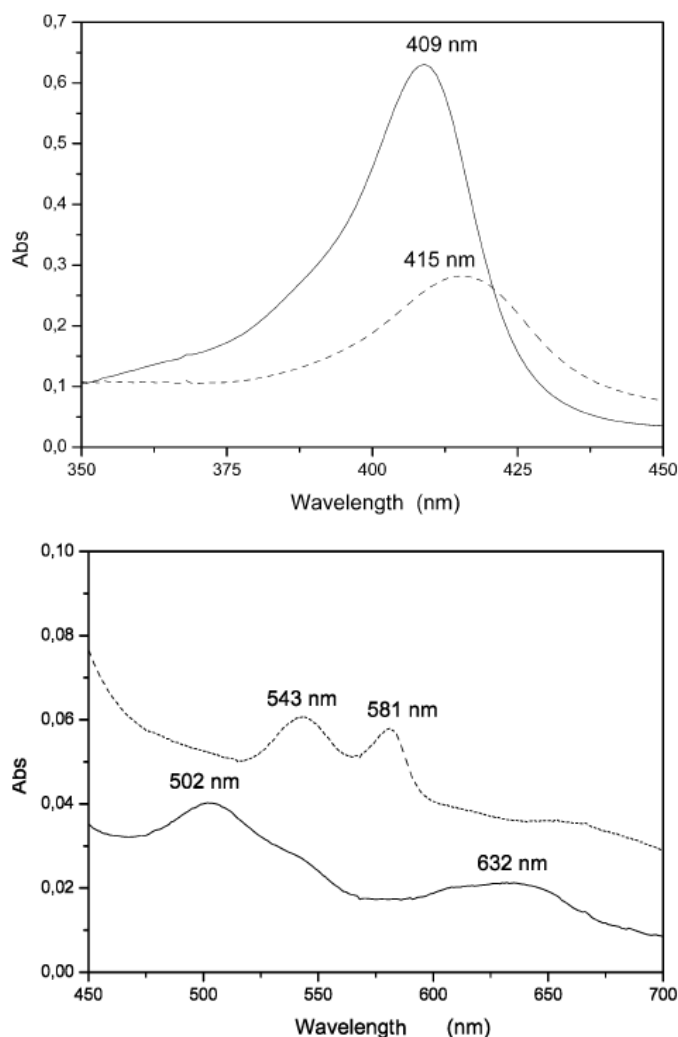 0,7
409 nm
0,6
0,5
0,4
Abs
415 nm
0,3
0,2
0,1
0,0
350 375 400 425 450
Wavelength (nm)
0,10
0,08
543 nm
581 nm
0,06
Abs
502 nm
0,04
632 nm
0,02
0,00
450 500 550 600 650 700
Wavelength (nm)